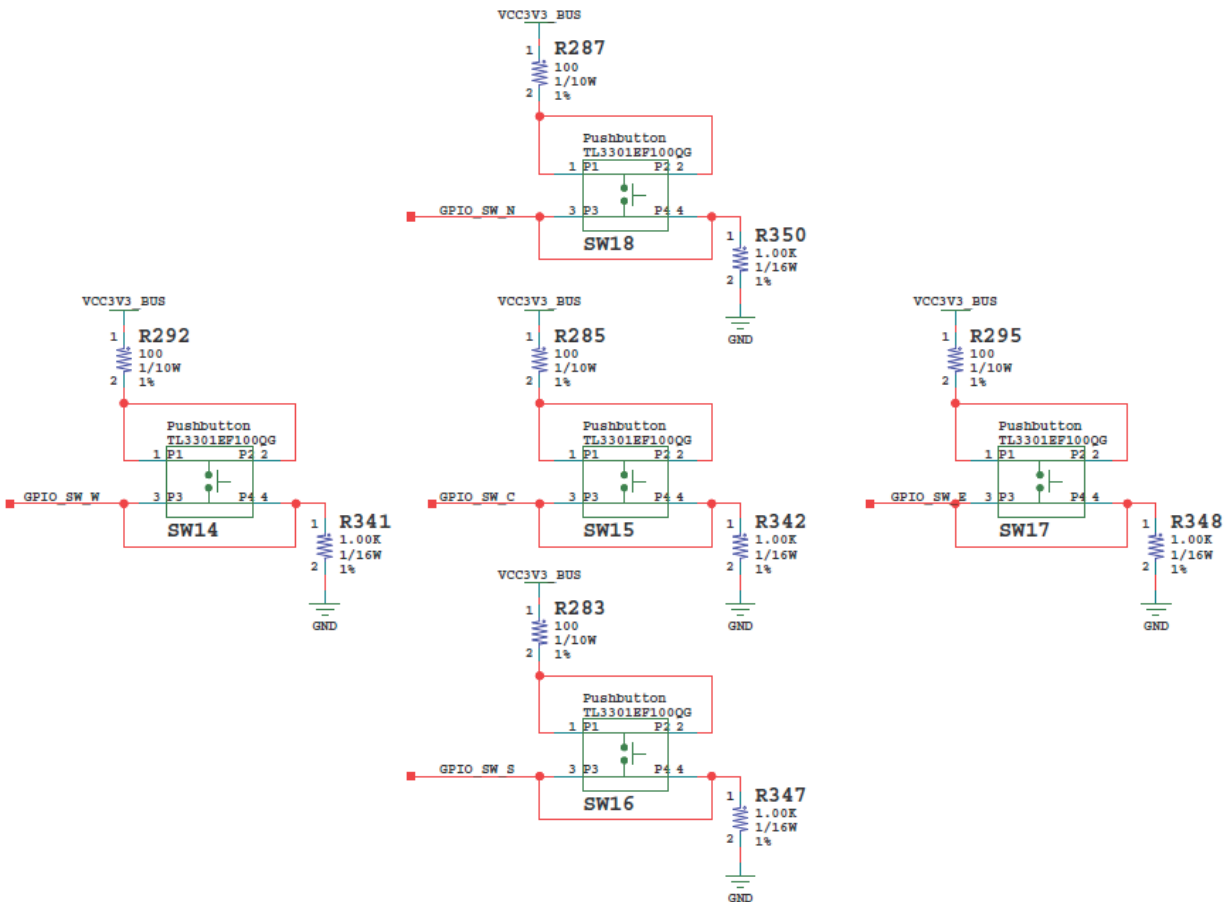 VCC3V3_BUS
1
R287
100
1/10W
2
1%
Pushbutton
TL3301EF100QG
1 P1
P2 2
GPIO_SW_N
3 P3
P4 4
SW18
1
R350
1.00K
1/16W
2
1%
GND
VCC3V3_BUS
1
R292
100
1/10W
2
1%
Pushbutton
TL3301EF100QG
1 P1
P2 2
GPIO_SW_W
3 P3
P4 4
SW14
1
R341
1.00K
1/16W
2
1%
GND
VCC3V3_BUS
1
R285
100
1/10W
2
1%
Pushbutton
TL3301EF100QG
1 P1
P2 2
GPIO_SW_C
3 P3
P4 4
SW15
1
R342
1.00K
1/16W
2
1%
GND
VCC3V3_BUS
1
R295
100
1/10W
2
1%
Pushbutton
TL3301EF100QG
1 P1
P2 2
GPIO_SW_E
3 P3
P4 4
SW17
1
R348
1.00K
1/16W
2
1%
GND
VCC3V3_BUS
1
R283
100
1/10W
2
1%
Pushbutton
TL3301EF100QG
1 P1
P2 2
GPIO_SW_S
3 P3
P4 4
SW16
1
R347
1.00K
1/16W
2
1%
GND